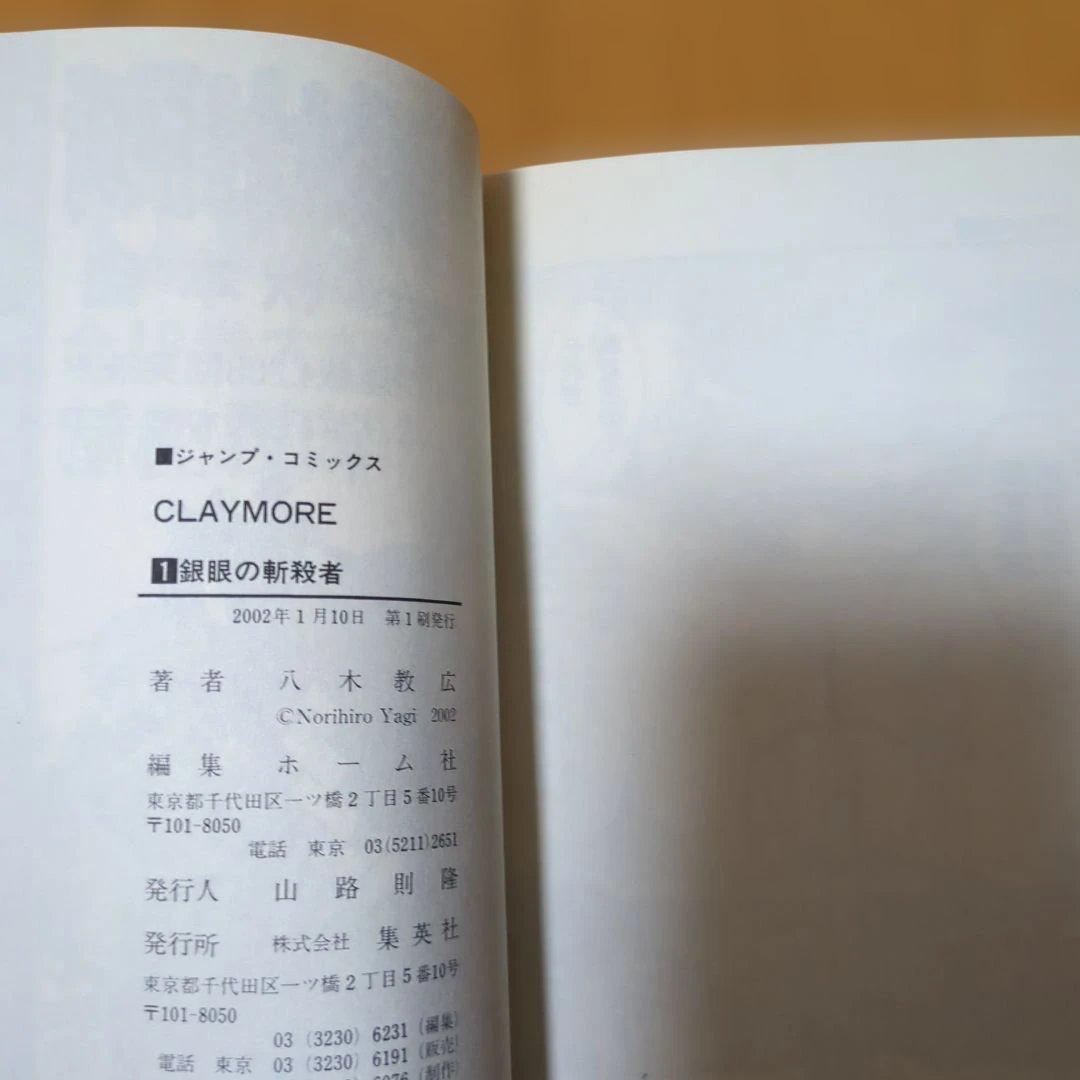 ■ジャンプ・コミックス
CLAYMORE
1銀眼の斬殺者
2002年1月10日 第1刷発行
著者 八木教広
©Norihiro Yagi 2002
編集 ホーム社
東京都千代田区一ツ橋2丁目5番10号
〒101-8050
電話 東京 03(5211)2651
発行人 山路則隆
発行所 株式会社 集英社
東京都千代田区一ツ橋2丁目5番10号
〒101-8050
03 (3230) 6231 (編集)
電話 東京 03 (3230) 6191 (販売)
6076 (制作)